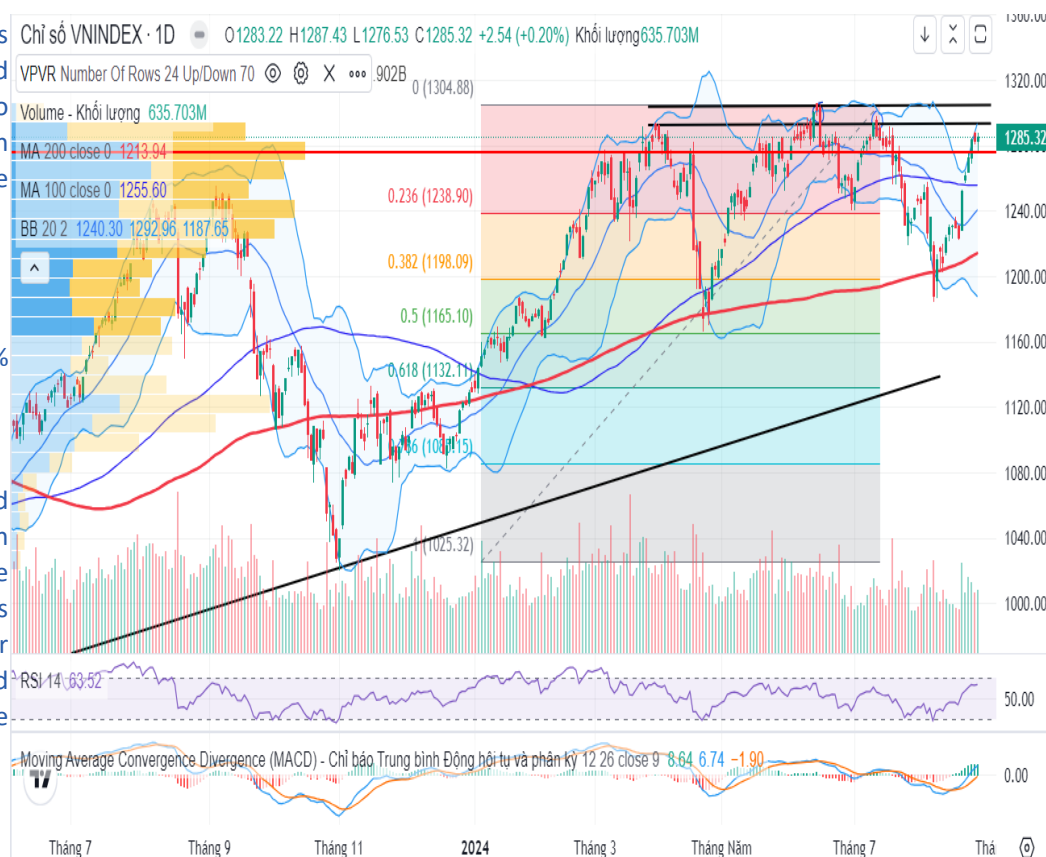 Chỉ số VNINDEX · 1D O1283.22 H1287.43 L1276.53 C1285.32 +2.54 (+0.20%) Khối lượng635.703M
VPVR Number Of Rows 24 Up/Down 70 .902B
Volume - Khối lượng 635.703M
MA 200 close 0 1213.94
MA 100 close 0 1255.60
BB 20 2 1240.30 1292.96 1187.65
0 (1304.88)
0.236 (1238.90)
0.382 (1198.09)
0.5 (1165.10)
0.618 (1132.11)
1 (1025.32)
1320.00
1285.32
1240.00
1200.00
1160.00
1120.00
1080.00
1040.00
1000.00
RSI 14 63.52
50.00
Moving Average Convergence Divergence (MACD) - Chỉ báo Trung bình Động hội tụ và phân kỳ 12 26 close 9 8.64 6.74 −1.90
0.00
Tháng 7 Tháng 9 Tháng 11 2024 Tháng 3 Tháng Năm Tháng 7